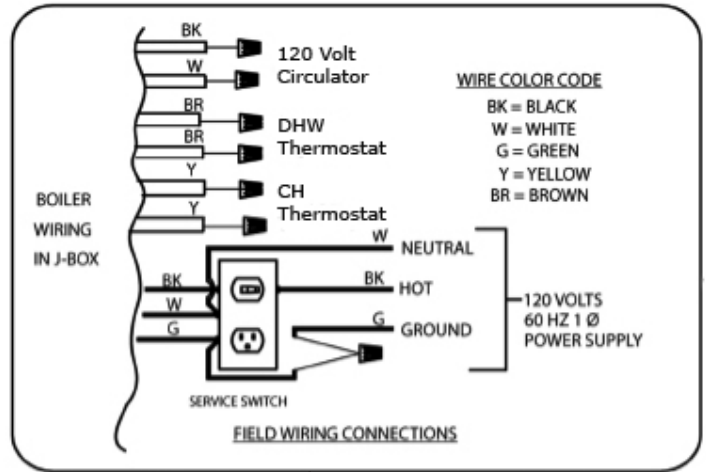 BK
W
120 Volt
Circulator
BR
BR
DHW
Thermostat
Y
Y
CH
Thermostat
WIRE COLOR CODE
BK = BLACK
W = WHITE
G = GREEN
Y = YELLOW
BR = BROWN
BOILER
WIRING
IN J-BOX
BK
W
G
W
NEUTRAL
BK
HOT
G
GROUND
120 VOLTS
60 HZ 1 Ø
POWER SUPPLY
SERVICE SWITCH
FIELD WIRING CONNECTIONS